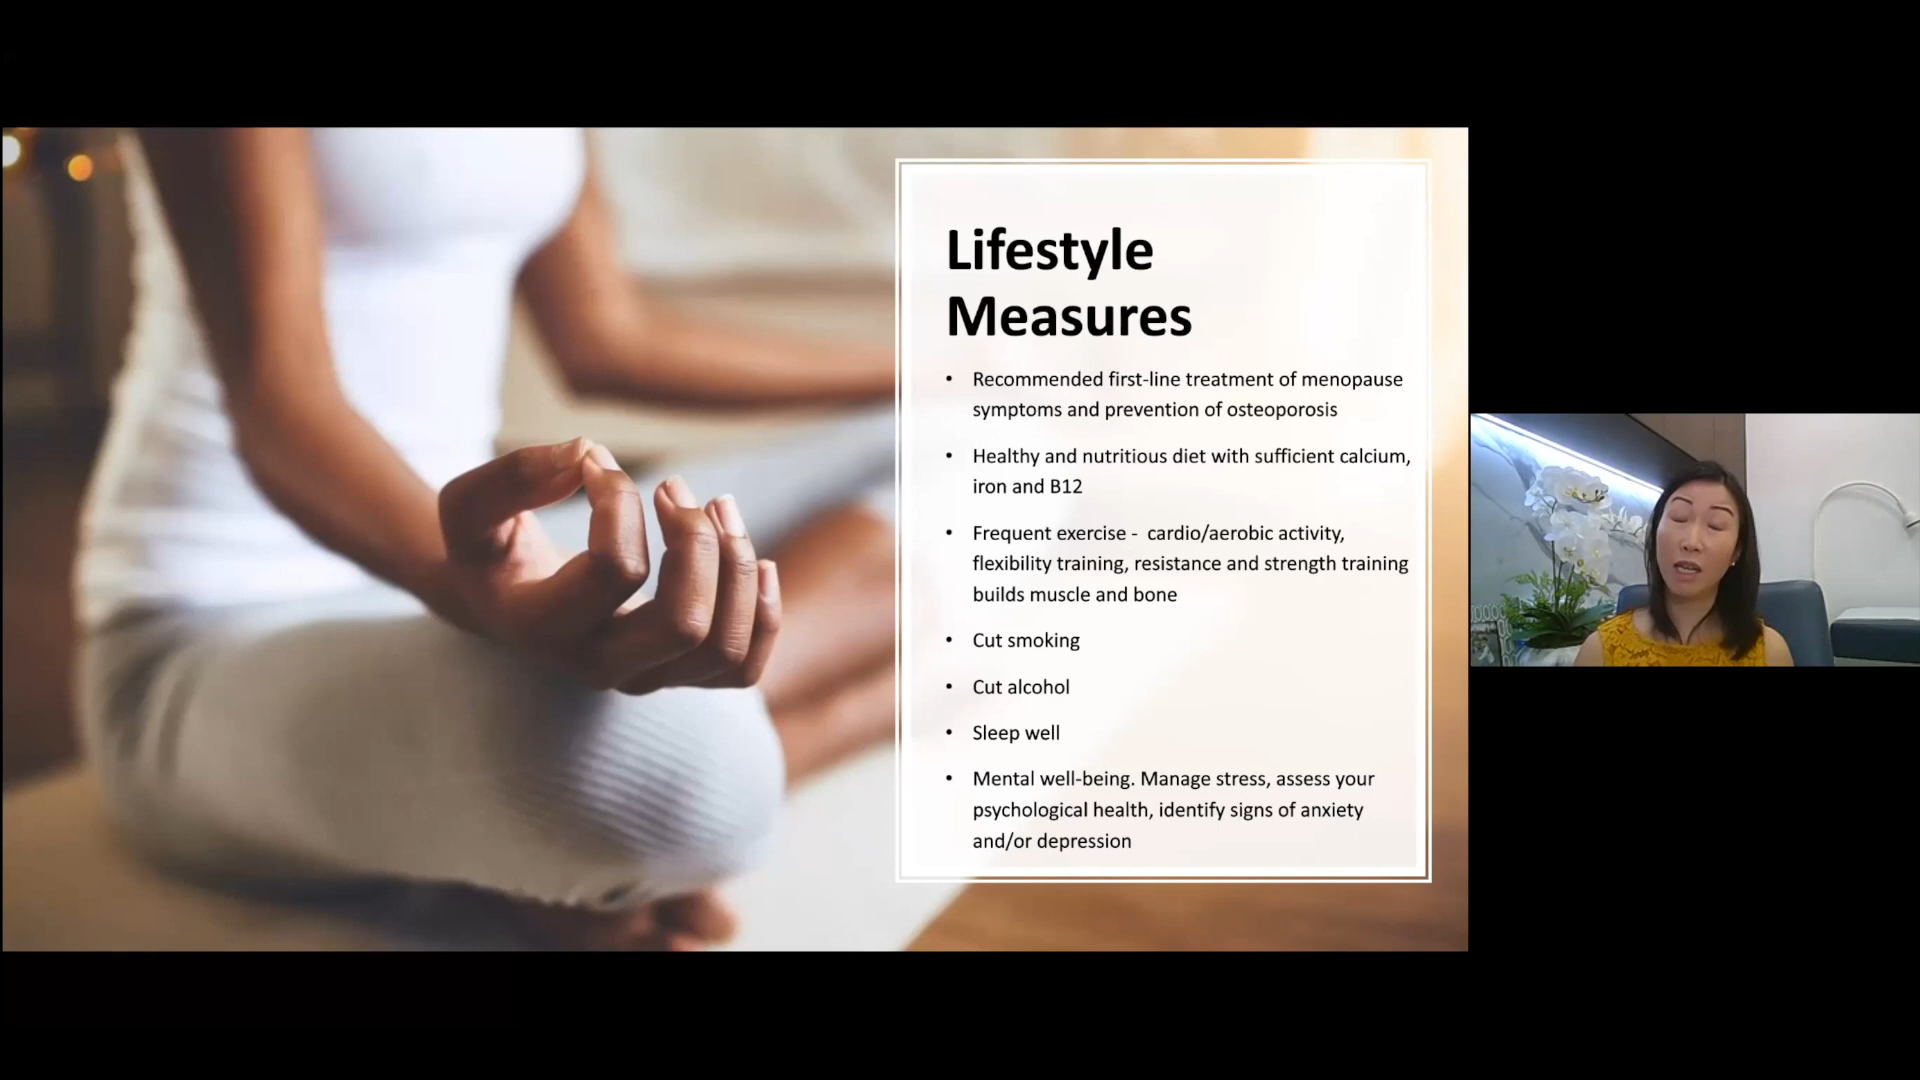 Lifestyle
Measures
• Recommended first-line treatment of menopause
symptoms and prevention of osteoporosis
• Healthy and nutritious diet with sufficient calcium,
iron and B12
• Frequent exercise -  cardio/aerobic activity,
flexibility training, resistance and strength training
builds muscle and bone
• Cut smoking
• Cut alcohol
• Sleep well
• Mental well-being. Manage stress, assess your
psychological health, identify signs of anxiety
and/or depression